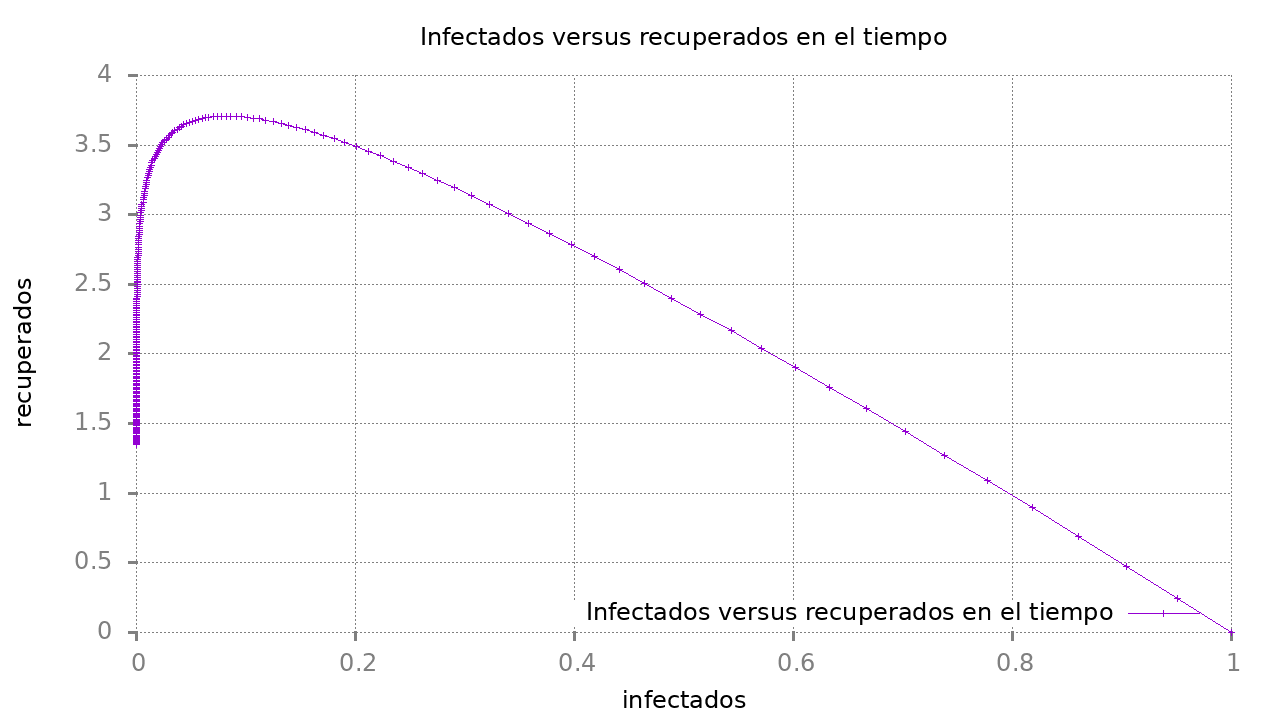 Infectados versus recuperados en el tiempo
4
3.5
3
2.5
2
1.5
1
0.5
0
recuperados
Infectados versus recuperados en el tiempo
0 0.2 0.4 0.6 0.8 1
infectados